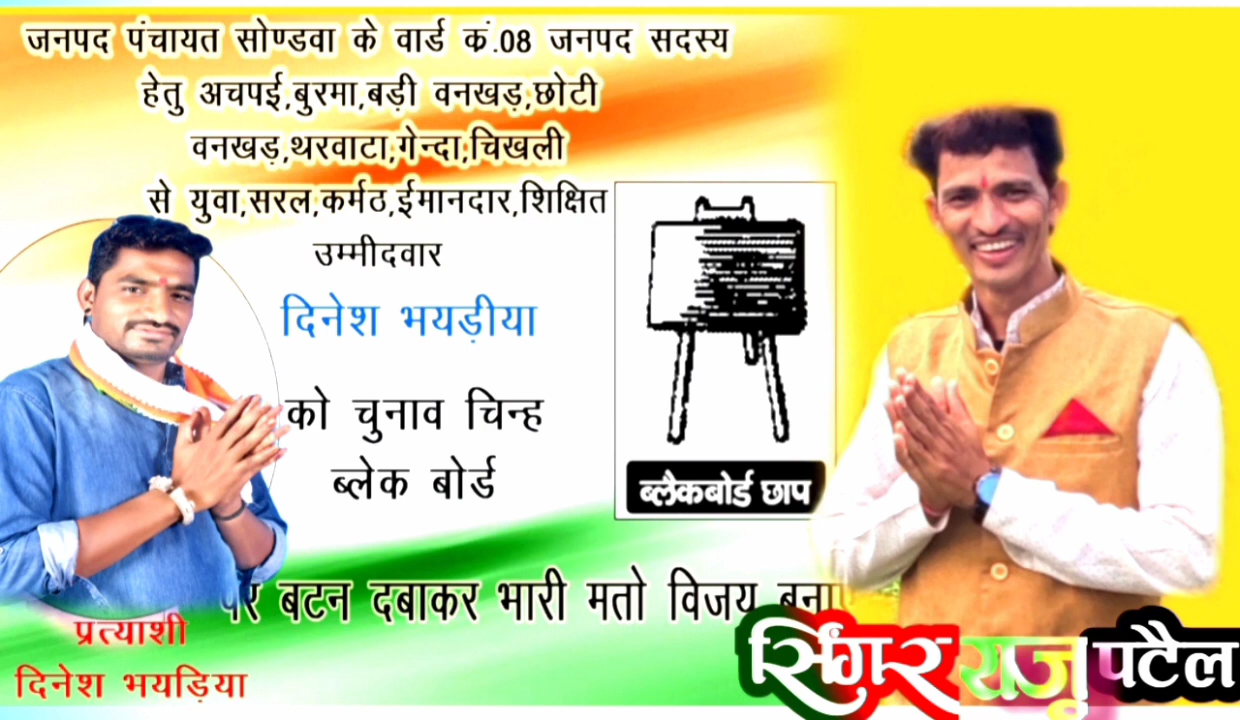 जनपद पंचायत सोण्डवा के वार्ड कं.08 जनपद सदस्य
हेतु अचपई,बुरमा,बड़ी वनखड़,छोटी
वनखड़,थरवाटा,गेन्दा,चिखली
से युवा,सरल,कर्मठ,ईमानदार,शिक्षित
उम्मीदवार
दिनेश भयड़ीया
को चुनाव चिन्ह
ब्लेक बोर्ड
ब्लैकबोर्ड छाप
पर बटन दबाकर भारी मतो विजय
प्रत्याशी
दिनेश भयड़िया
सिंगर राजू पटैल